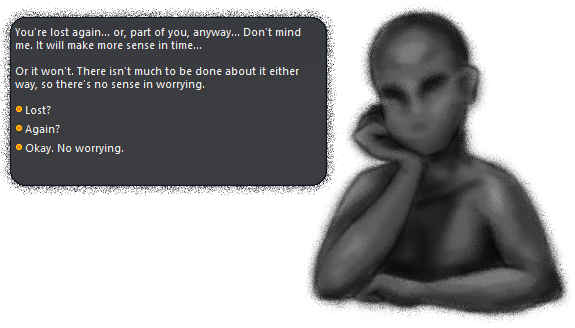 You're lost again... or, part of you, anyway... Don't mind
me. It will make more sense in time...
Or it won't. There isn't much to be done about it either
way, so there's no sense in worrying.
Lost?
Again?
Okay. No worrying.